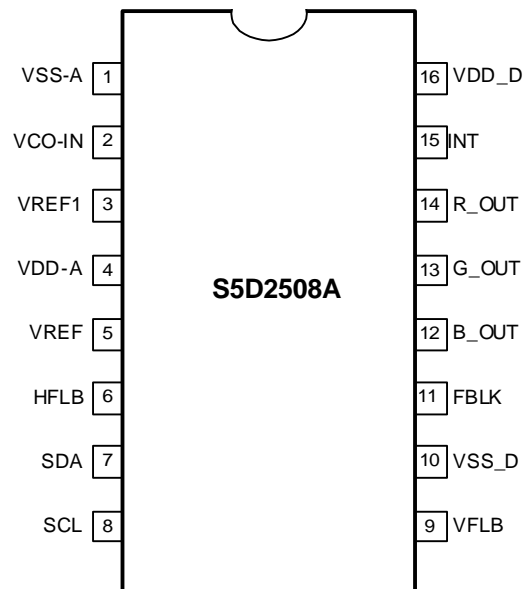 VSS-A 1 16 VDD_D
VCO-IN 2 15 INT
VREF1 3 14 R_OUT
VDD-A 4 13 G_OUT
S5D2508A
VREF 5 12 B_OUT
HFLB 6 11 FBLK
SDA 7 10 VSS_D
SCL 8 9 VFLB